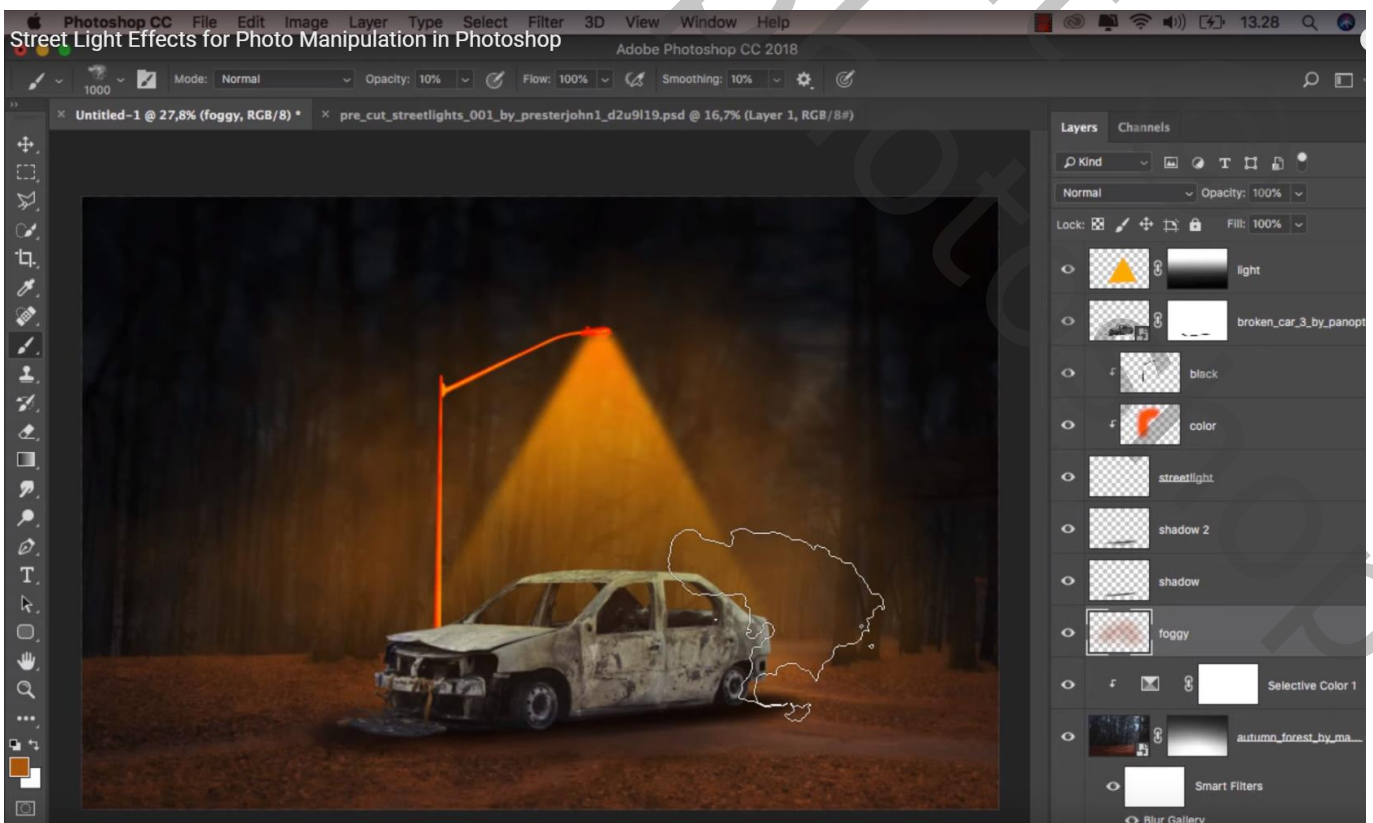 Photoshop CC File Edit Image Layer Type Select Filter 3D View Window Help 13.28
Street Light Effects for Photo Manipulation in Photoshop
Adobe Photoshop CC 2018
1000 Mode: Normal Opacity: 10% Flow: 100% Smoothing: 10%
× Untitled-1 @ 27,8% (foggy, RGB/8) * × pre_cut_streetlights_001_by_presterjohn1_d2u9l19.psd @ 16,7% (Layer 1, RGB/8#)
Layers Channels
Kind
Normal Opacity: 100%
Lock: Fill: 100%
light
broken_car_3_by_panopt
black
color
streetlight
shadow 2
shadow
foggy
Selective Color 1
autumn_forest_by_ma...
Smart Filters
Blur Gallery